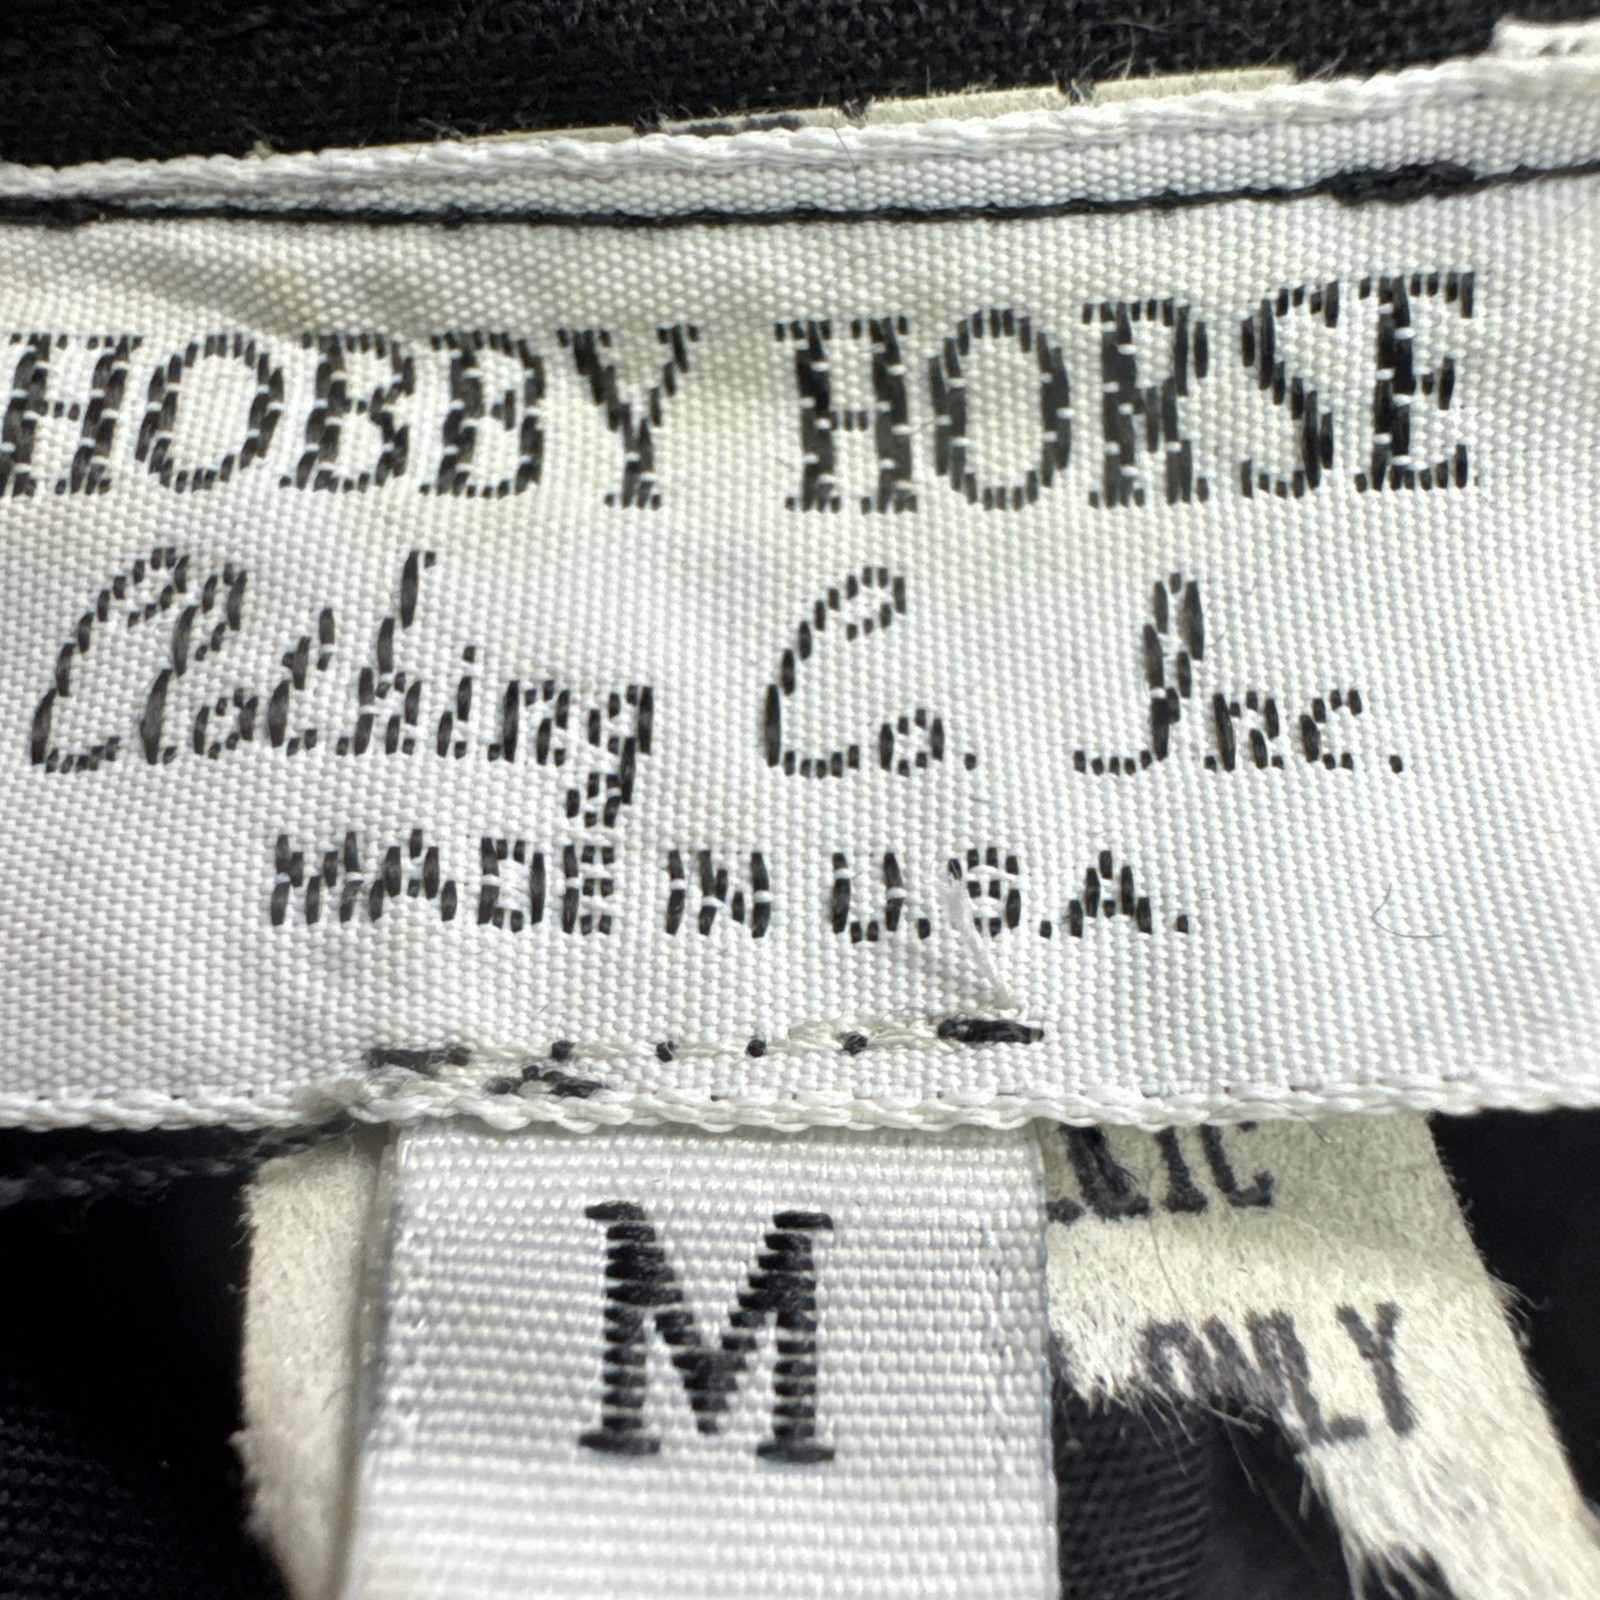 HOBBY HORSE
Clothing Co. Inc.
MADE IN U.S.A.
M
ONLY